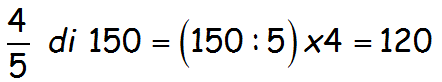 4/5 di 150 = (150 : 5) x4 = 120